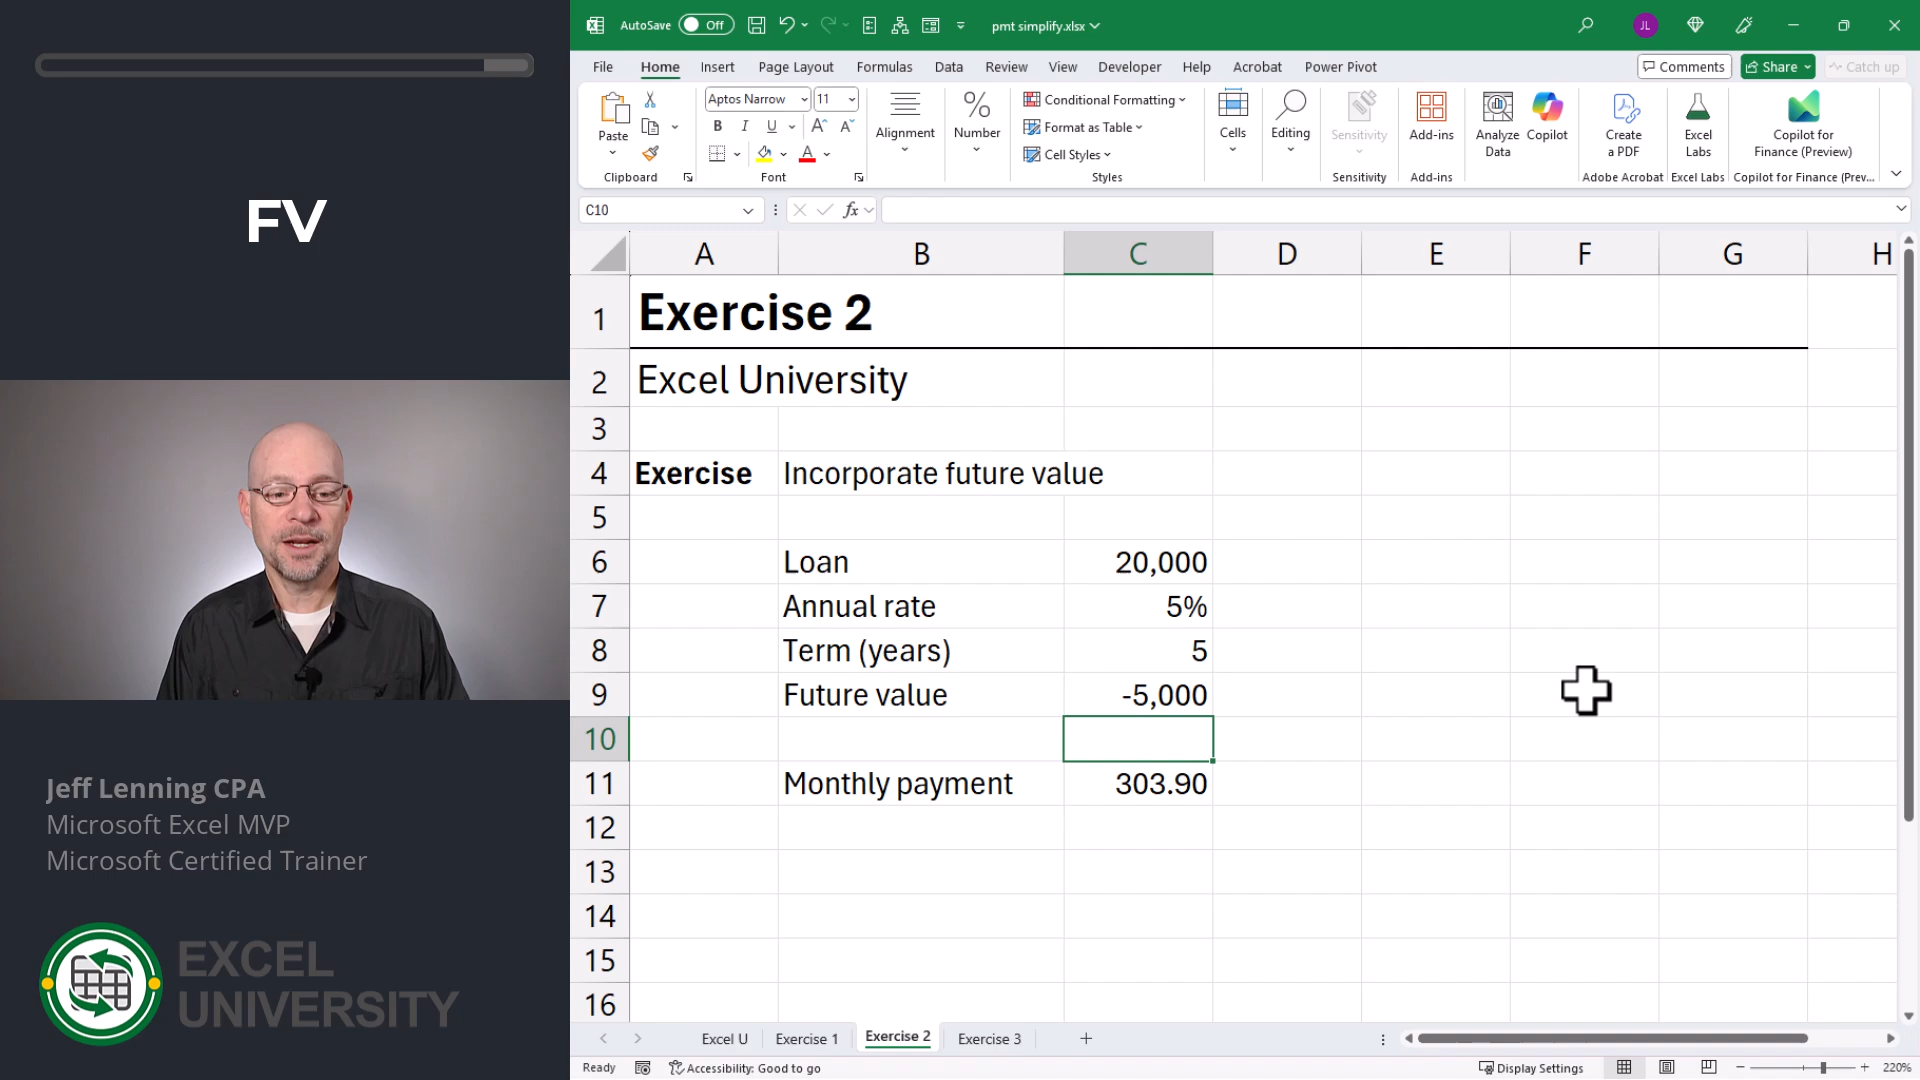 FV
Jeff Lenning CPA
Microsoft Excel MVP
Microsoft Certified Trainer
EXCEL
UNIVERSITY
AutoSave Off pmt simplify.xlsx JL
File Home Insert Page Layout Formulas Data Review View Developer Help Acrobat Power Pivot Comments Share Catch up
Paste
Clipboard
Aptos Narrow 11
B I U A A
A
Font
Alignment
Number
Conditional Formatting
Format as Table
Cell Styles
Styles
Cells
Editing
Sensitivity
Sensitivity
Add-ins
Add-ins
Analyze
Data
Copilot
Create
a PDF
Adobe Acrobat
Excel
Labs
Excel Labs
Copilot for
Finance (Preview)
Copilot for Finance (Prev...
C10 fx
A B C D E F G H
1 Exercise 2
2 Excel University
3
4 Exercise Incorporate future value
5
6 Loan 20,000
7 Annual rate 5%
8 Term (years) 5
9 Future value -5,000
10
11 Monthly payment 303.90
12
13
14
15
16
Excel U Exercise 1 Exercise 2 Exercise 3
Ready Accessibility: Good to go Display Settings 220%